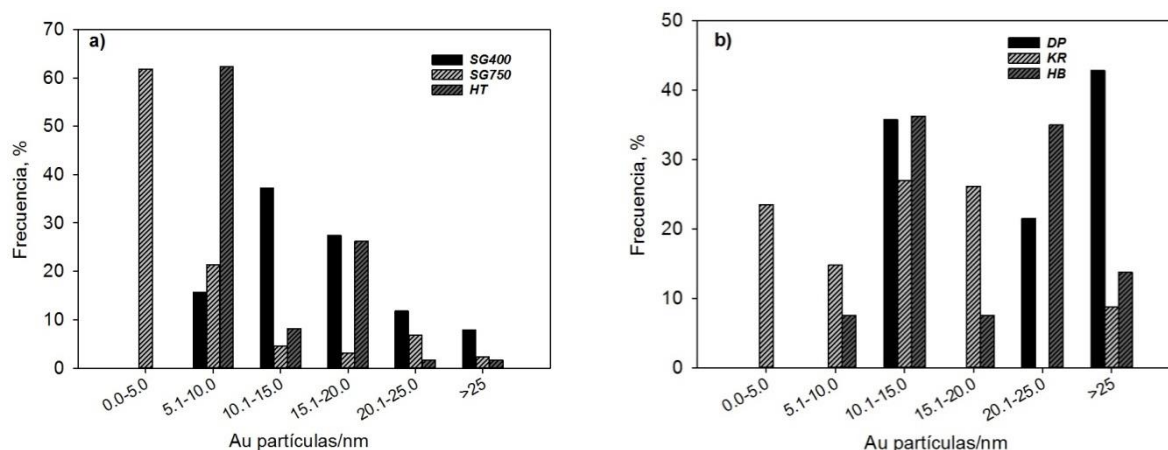 a)
SG400
SG750
HT
Frecuencia, %
70
60
50
40
30
20
10
0
0.0-5.0
5.1-10.0
10.1-15.0
15.1-20.0
20.1-25.0
>25
Au partículas/nm
b)
DP
KR
HB
Frecuencia, %
50
40
30
20
10
0
0.0-5.0
5.1-10.0
10.1-15.0
15.1-20.0
20.1-25.0
>25
Au partículas/nm